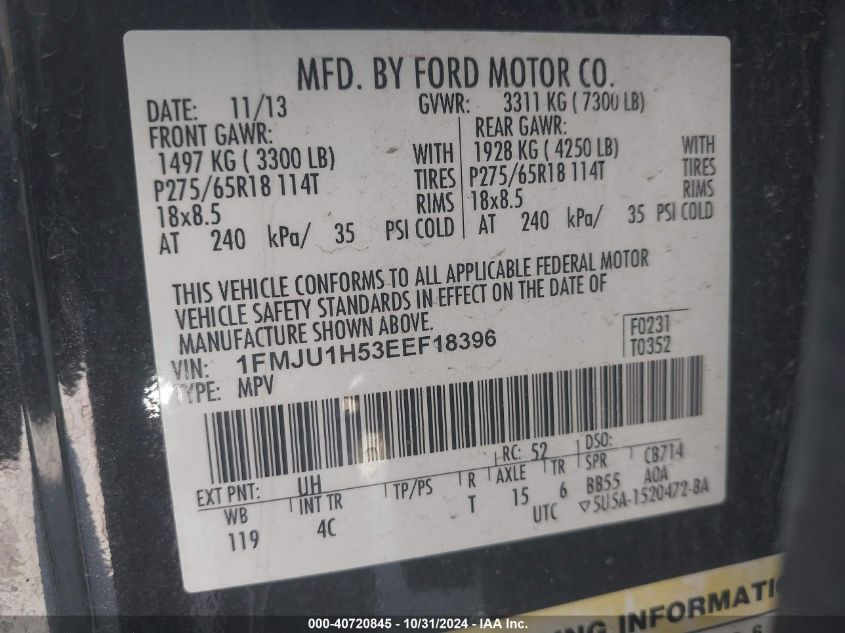 MFD. BY FORD MOTOR CO.
DATE: 11/13 GVWR: 3311 KG ( 7300 LB)
FRONT GAWR: REAR GAWR:
1497 KG ( 3300 LB) WITH 1928 KG ( 4250 LB) WITH
P275/65R18 114T TIRES P275/65R18 114T TIRES
18x8.5 RIMS 18x8.5 RIMS
AT 240 kPa/ 35 PSI COLD AT 240 kPa/ 35 PSI COLD
THIS VEHICLE CONFORMS TO ALL APPLICABLE FEDERAL MOTOR
VEHICLE SAFETY STANDARDS IN EFFECT ON THE DATE OF
MANUFACTURE SHOWN ABOVE.
F0231
VIN: 1FMJU1H53EEF18396
T0352
TYPE: MPV
EXT PNT: UH RC: 52 DSO:
WB INT TR TP/PS R AXLE TR SPR CB714
119 4C T 15 6 BB55 A0A
UTC ▽5U5A-1520472-BA
ING INFORMATI
000-40720845 - 10/31/2024 - IAA Inc.